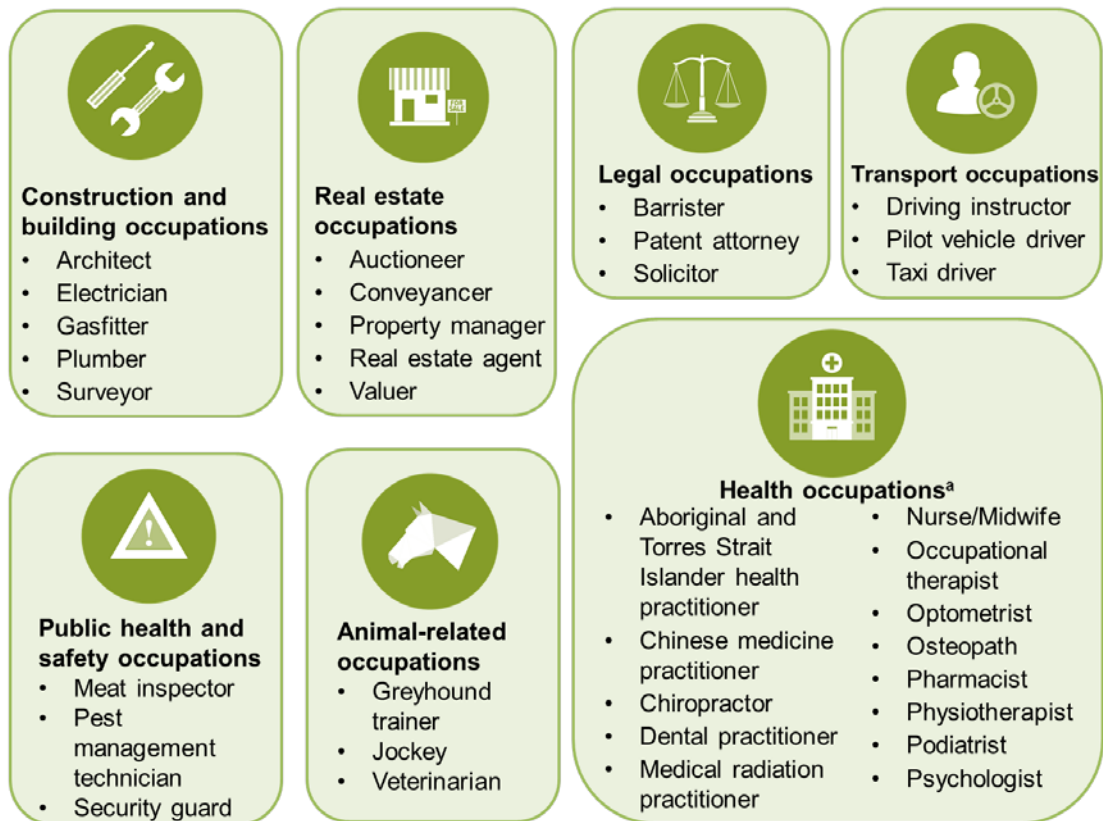 Construction and
building occupations
• Architect
• Electrician
• Gasfitter
• Plumber
• Surveyor
FOR
SALE
Real estate
occupations
• Auctioneer
• Conveyancer
• Property manager
• Real estate agent
• Valuer
Legal occupations
• Barrister
• Patent attorney
• Solicitor
Transport occupations
• Driving instructor
• Pilot vehicle driver
• Taxi driver
!
Public health and
safety occupations
• Meat inspector
• Pest
management
technician
• Security guard
Animal-related
occupations
• Greyhound
trainer
• Jockey
• Veterinarian
Health occupationsᵃ
• Aboriginal and
Torres Strait
Islander health
practitioner
• Chinese medicine
practitioner
• Chiropractor
• Dental practitioner
• Medical radiation
practitioner
• Nurse/Midwife
• Occupational
therapist
• Optometrist
• Osteopath
• Pharmacist
• Physiotherapist
• Podiatrist
• Psychologist